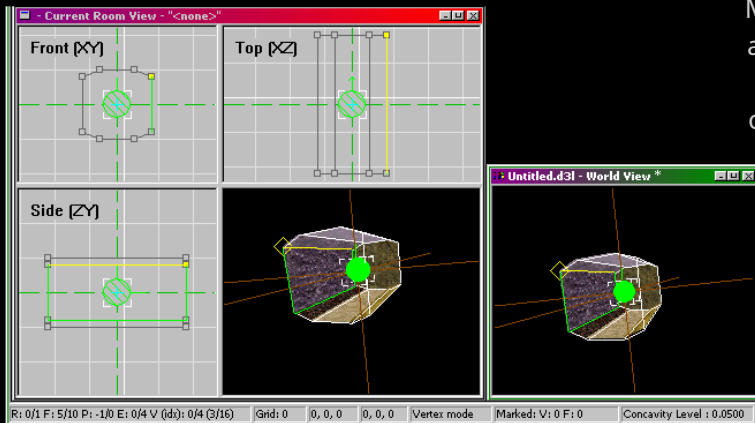 - Current Room View - "<none>"
Front (XY)
Top (XZ)
Side (ZY)
Untitled.d3l - World View *
R: 0/1 F: 5/10 P: -1/0 E: 0/4 V (idx): 0/4 (3/16)
Grid: 0
0, 0, 0
0, 0, 0
Vertex mode
Marked: V: 0 F: 0
Concavity Level : 0.0500